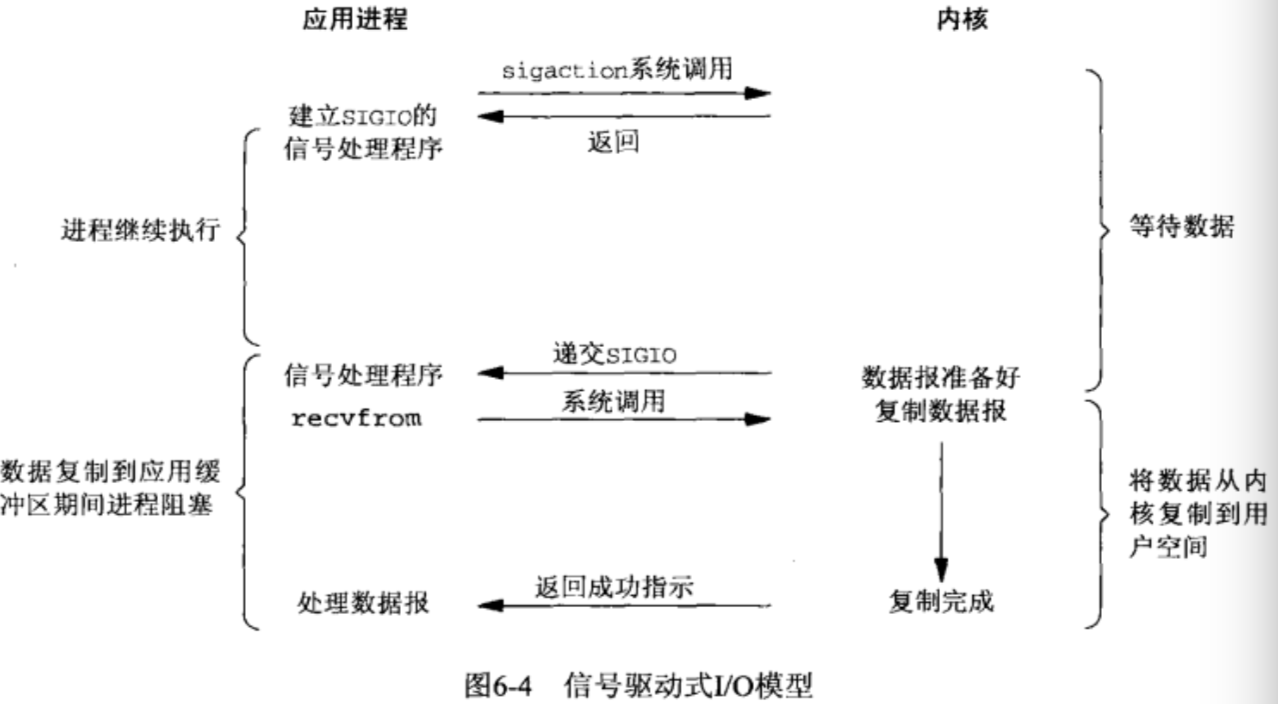 应用进程
内核
sigaction系统调用
建立SIGIO的
信号处理程序
返回
进程继续执行
等待数据
递交SIGIO
信号处理程序
数据报准备好
系统调用
recvfrom
复制数据报
数据复制到应用缓
冲区期间进程阻塞
将数据从内
核复制到用
户空间
返回成功指示
处理数据报
复制完成
图6-4 信号驱动式I/O模型